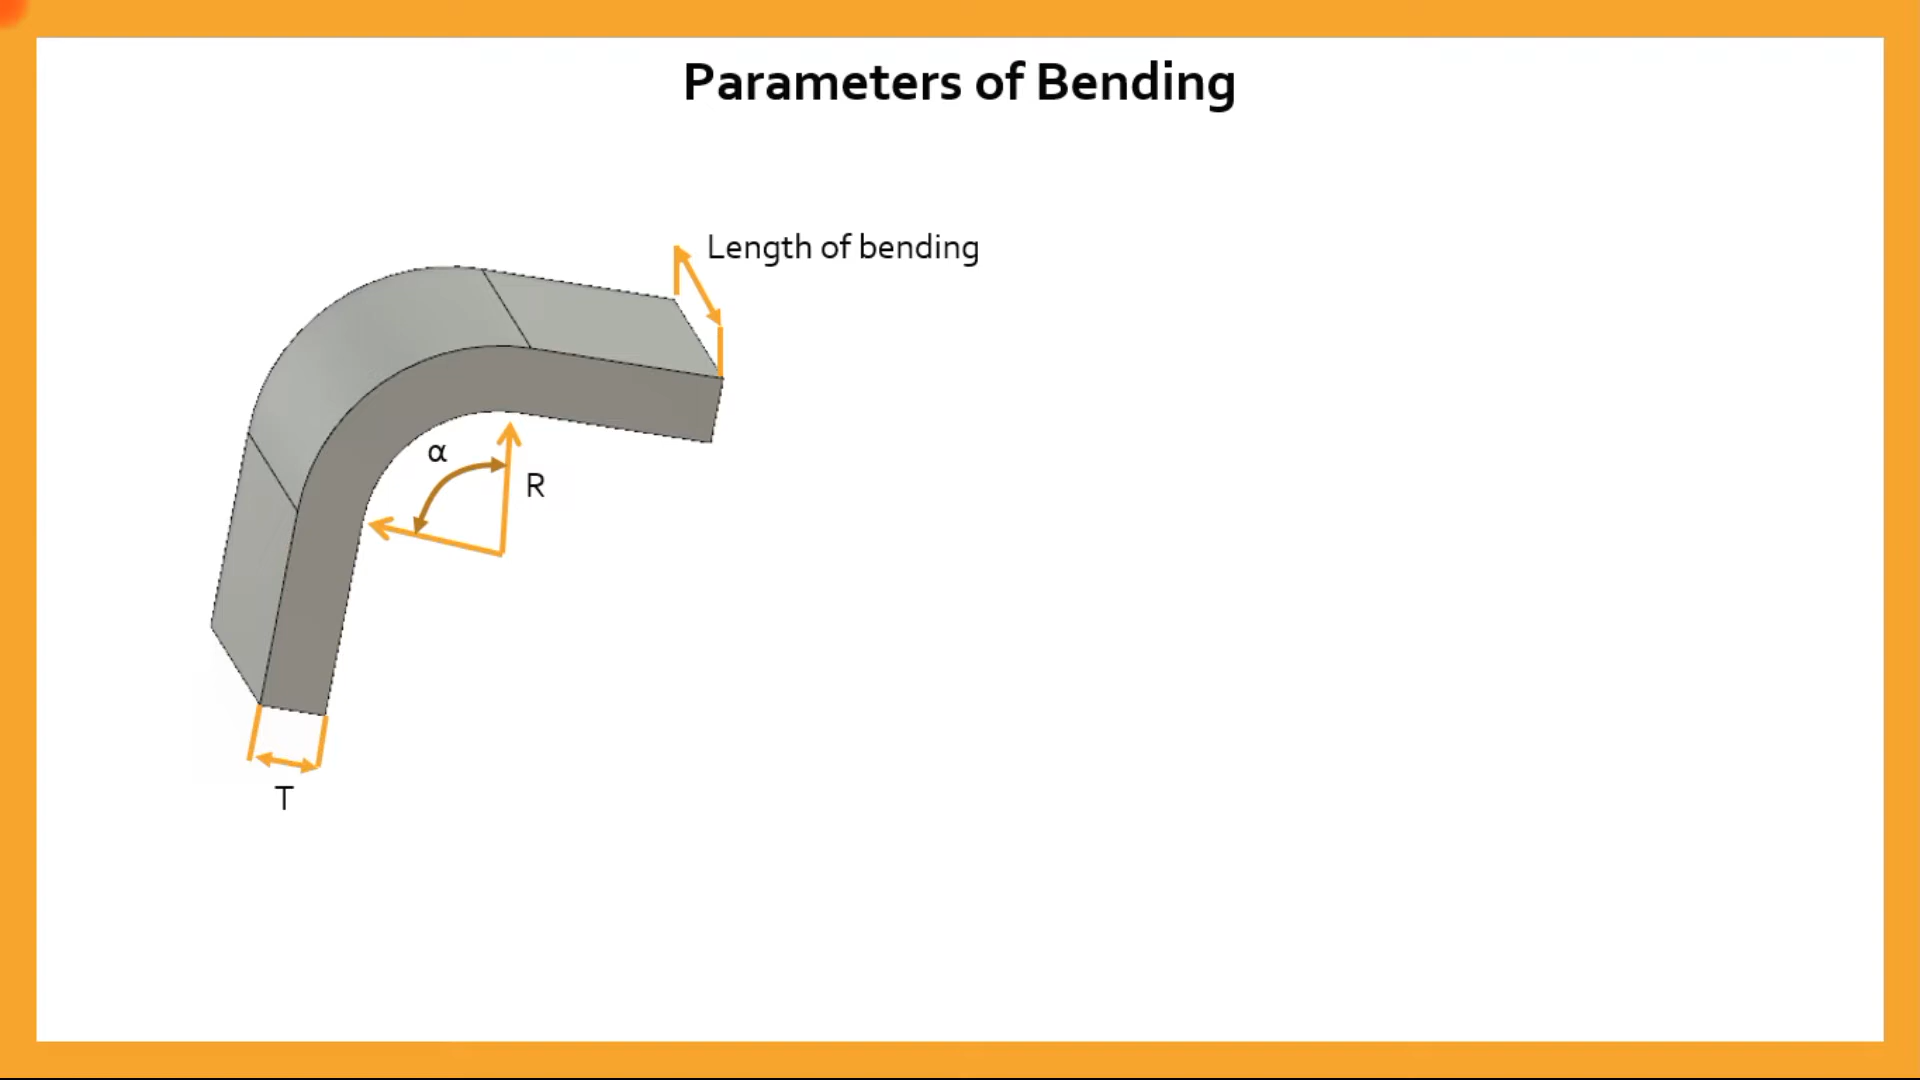 Parameters of Bending
Length of bending
α
R
T